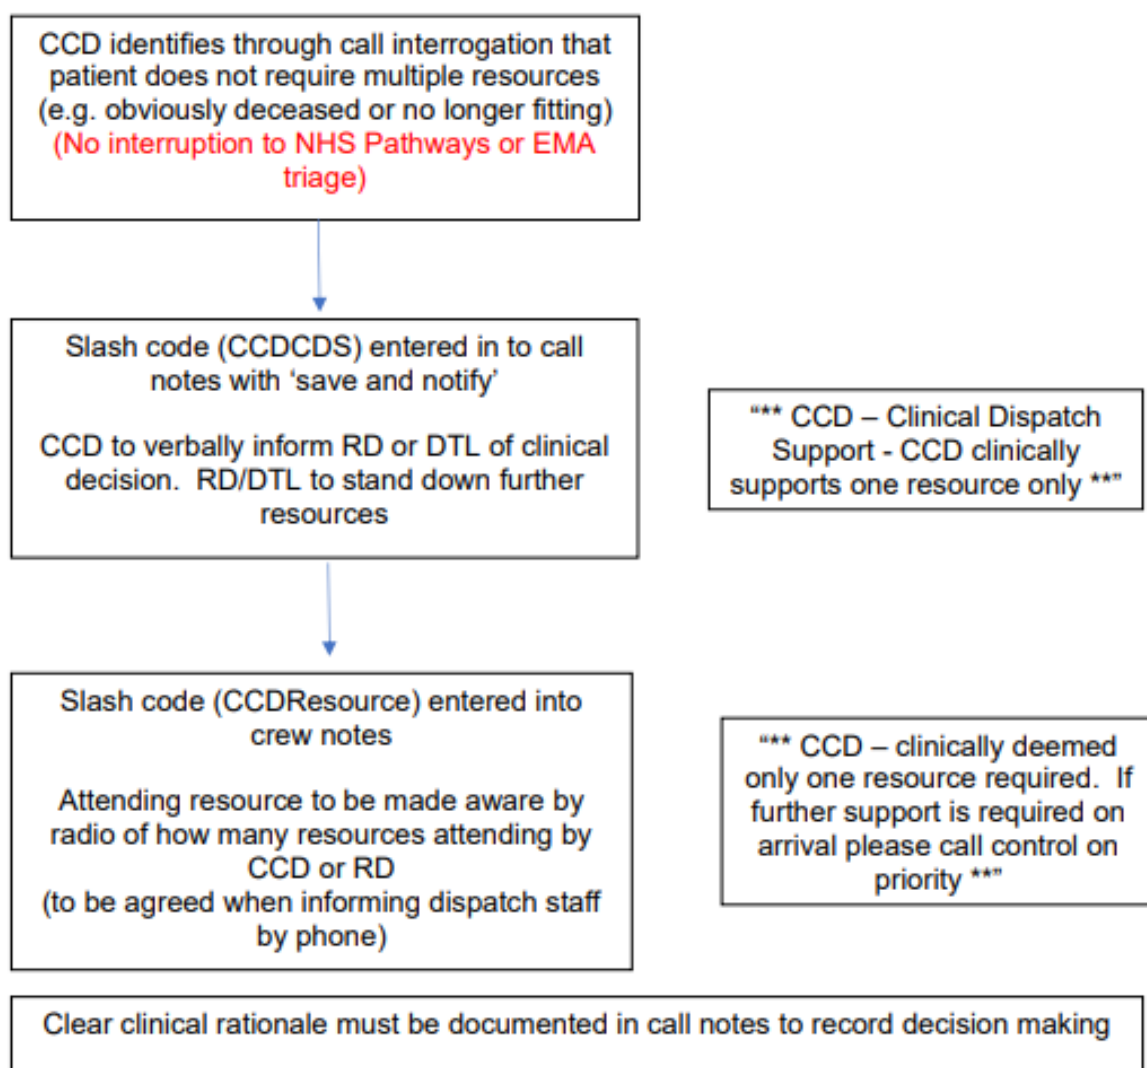 CCD identifies through call interrogation that
patient does not require multiple resources
(e.g. obviously deceased or no longer fitting)
(No interruption to NHS Pathways or EMA
triage)
Slash code (CCDCDS) entered in to call
notes with ‘save and notify’
CCD to verbally inform RD or DTL of clinical
decision.  RD/DTL to stand down further
resources
“** CCD – Clinical Dispatch
Support - CCD clinically
supports one resource only **”
Slash code (CCDResource) entered into
crew notes
Attending resource to be made aware by
radio of how many resources attending by
CCD or RD
(to be agreed when informing dispatch staff
by phone)
“** CCD – clinically deemed
only one resource required.  If
further support is required on
arrival please call control on
priority **”
Clear clinical rationale must be documented in call notes to record decision making